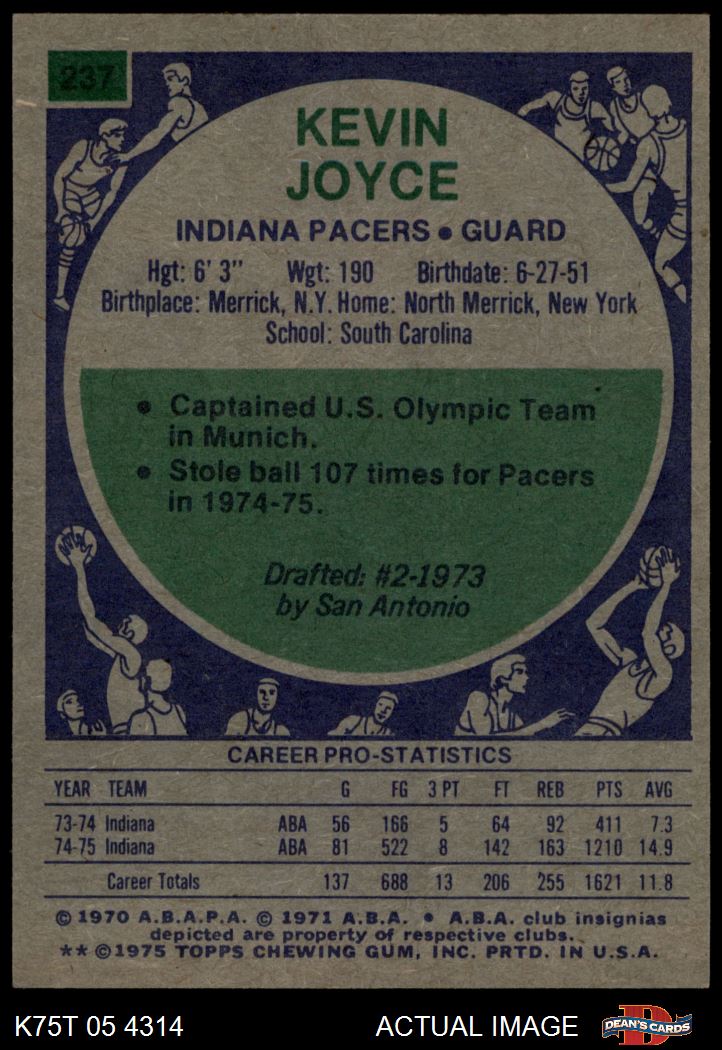 237
KEVIN
JOYCE
INDIANA PACERS • GUARD
Hgt: 6' 3" Wgt: 190 Birthdate: 6-27-51
Birthplace: Merrick, N.Y. Home: North Merrick, New York
School: South Carolina
• Captained U.S. Olympic Team
in Munich.
• Stole ball 107 times for Pacers
in 1974-75.
Drafted: #2-1973
by San Antonio
CAREER PRO-STATISTICS
YEAR TEAM G FG 3 PT FT REB PTS AVG
73-74 Indiana ABA 56 166 5 64 92 411 7.3
74-75 Indiana ABA 81 522 8 142 163 1210 14.9
Career Totals 137 688 13 206 255 1621 11.8
© 1970 A.B.A.P.A. © 1971 A.B.A. • A.B.A. club insignias
depicted are property of respective clubs.
** © 1975 TOPPS CHEWING GUM, INC. PRTD. IN U.S.A.
K75T 05 4314 ACTUAL IMAGE D DEAN'S CARDS